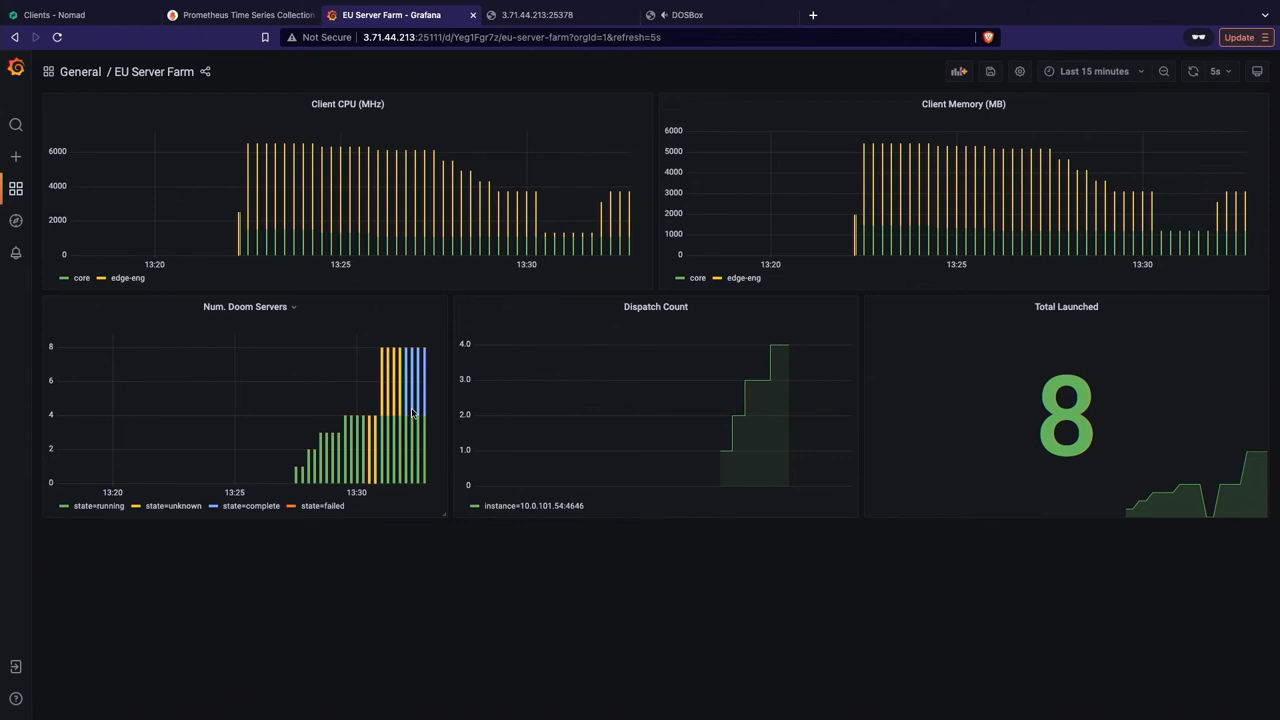 Clients - Nomad
Prometheus Time Series Collection
EU Server Farm - Grafana
3.71.44.213:25378
DOSBox
Not Secure 3.71.44.213:25111/d/Yeg1Fgr7z/eu-server-farm?orgId=1&refresh=5s
Update
General / EU Server Farm
Last 15 minutes
5s
Client CPU (MHz)
6000
4000
2000
0
13:20 13:25 13:30
core edge-eng
Client Memory (MB)
6000
5000
4000
3000
2000
1000
0
13:20 13:25 13:30
core edge-eng
Num. Doom Servers
8
6
4
2
0
13:20 13:25 13:30
state=running state=unknown state=complete state=failed
Dispatch Count
4.0
3.0
2.0
1.0
0
instance=10.0.101.54:4646
Total Launched
8